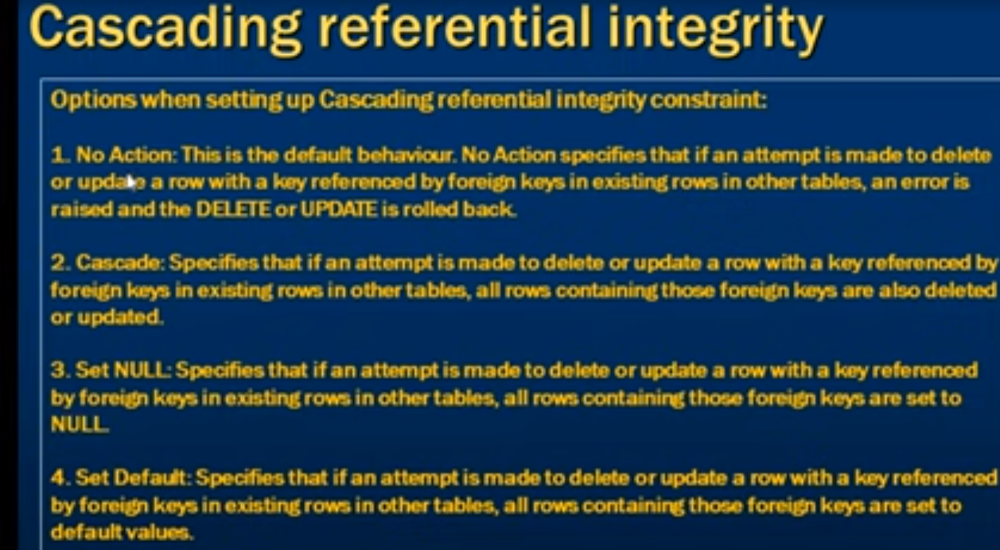 Cascading referential integrity
Options when setting up Cascading referential integrity constraint:
1. No Action: This is the default behaviour. No Action specifies that if an attempt is made to delete
or update a row with a key referenced by foreign keys in existing rows in other tables, an error is
raised and the DELETE or UPDATE is rolled back.
2. Cascade: Specifies that if an attempt is made to delete or update a row with a key referenced by
foreign keys in existing rows in other tables, all rows containing those foreign keys are also deleted
or updated.
3. Set NULL: Specifies that if an attempt is made to delete or update a row with a key referenced
by foreign keys in existing rows in other tables, all rows containing those foreign keys are set to
NULL.
4. Set Default: Specifies that if an attempt is made to delete or update a row with a key referenced
by foreign keys in existing rows in other tables, all rows containing those foreign keys are set to
default values.